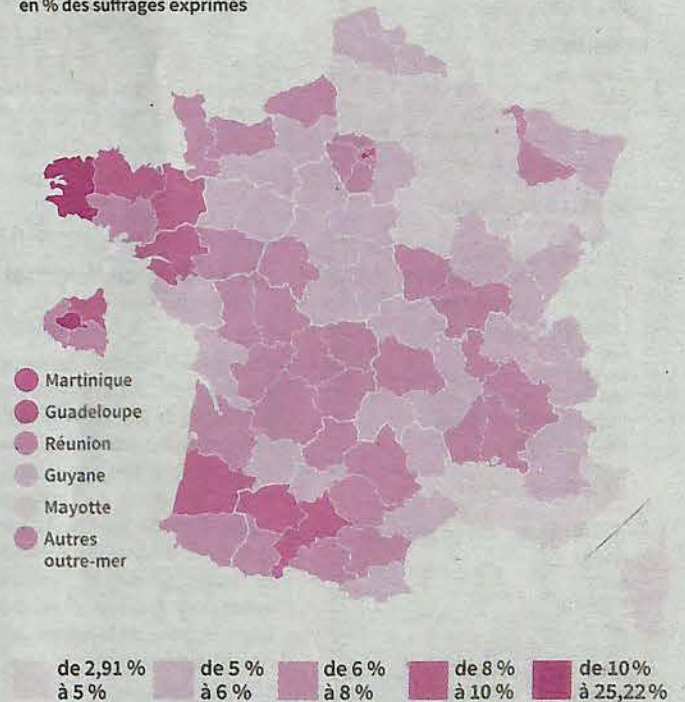 en % des suffrages exprimés
Martinique
Guadeloupe
Réunion
Guyane
Mayotte
Autres
outre-mer
de 2,91 %
à 5 %
de 5 %
à 6 %
de 6 %
à 8 %
de 8 %
à 10 %
de 10 %
à 25,22 %